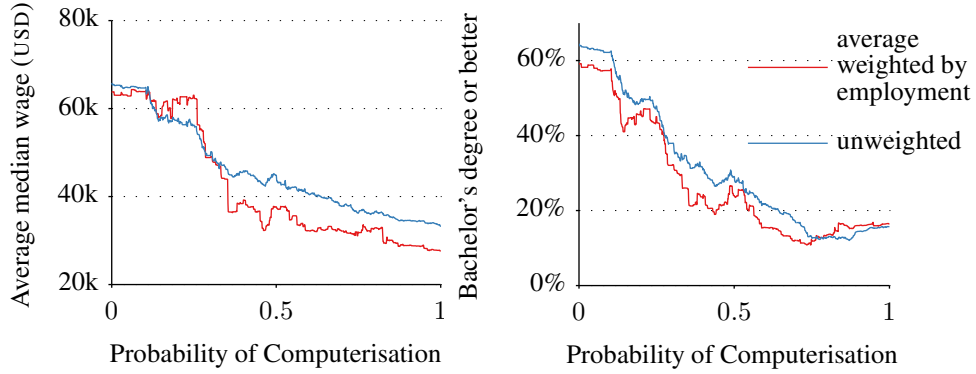 Average median wage (USD)
80k
60k
40k
20k
0
0.5
1
Probability of Computerisation
Bachelor's degree or better
60%
40%
20%
0%
0
0.5
1
Probability of Computerisation
average
weighted by
employment
unweighted